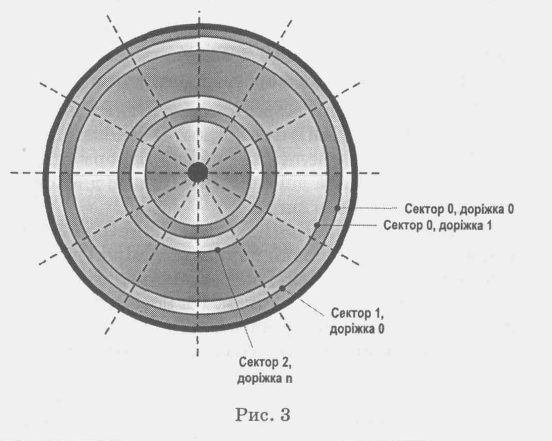 Сектор 0, доріжка 0
Сектор 0, доріжка 1
Сектор 1,
доріжка 0
Сектор 2,
доріжка n
Рис. 3